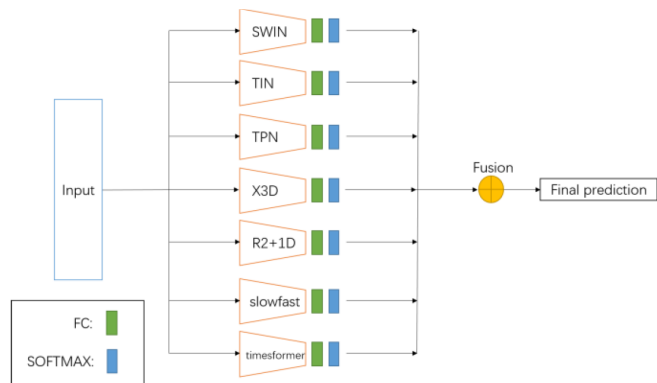 SWIN
TIN
TPN
Fusion
Input
X3D
Final prediction
R2+1D
slowfast
FC:
SOFTMAX:
timesformer